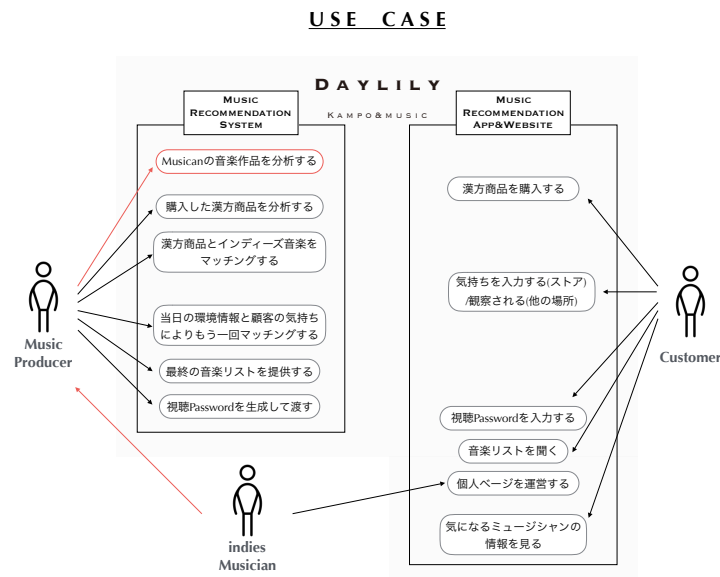 USE CASE
DAYLILY
KAMPO&MUSIC
MUSIC
RECOMMENDATION
SYSTEM
Musicanの音楽作品を分析する
購入した漢方商品を分析する
漢方商品とインディーズ音楽を
マッチングする
当日の環境情報と顧客の気持ち
によりもう一回マッチングする
最終の音楽リストを提供する
視聴Passwordを生成して渡す
MUSIC
RECOMMENDATION
APP&WEBSITE
漢方商品を購入する
気持ちを入力する(ストア)
/観察される(他の場所)
視聴Passwordを入力する
音楽リストを聞く
個人ページを運営する
気になるミュージシャンの
情報を見る
Music
Producer
Customer
indies
Musician